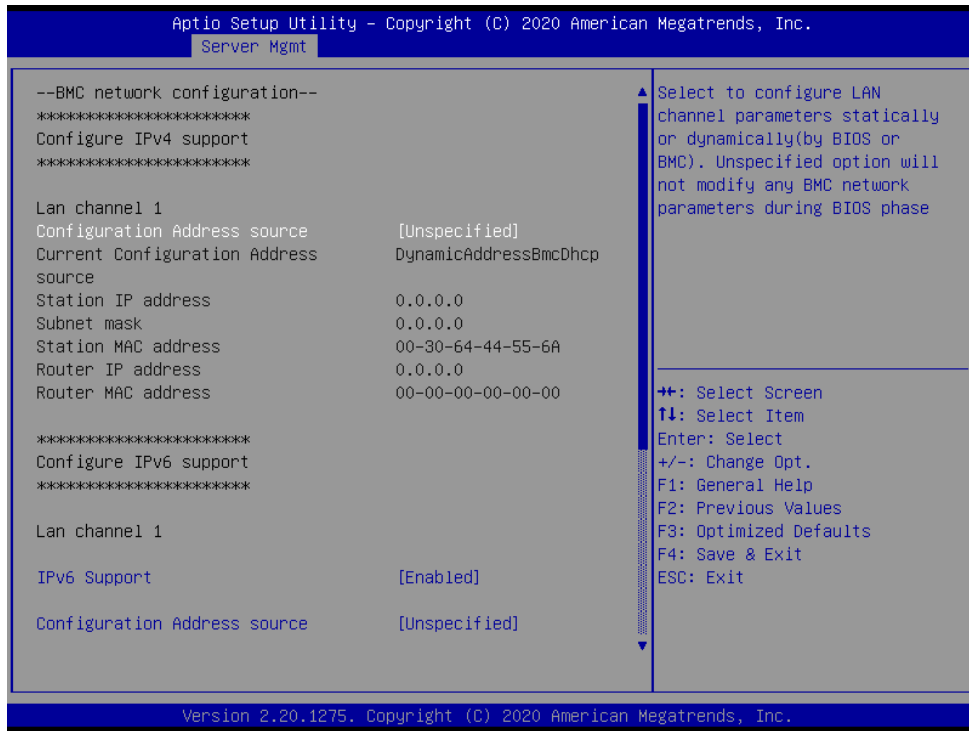 Aptio Setup Utility – Copyright (C) 2020 American Megatrends, Inc.
Server Mgmt
--BMC network configuration--
***********************
Configure IPv4 support
***********************
Lan channel 1
Configuration Address source [Unspecified]
Current Configuration Address DynamicAddressBmcDhcp
source
Station IP address 0.0.0.0
Subnet mask 0.0.0.0
Station MAC address 00-30-64-44-55-6A
Router IP address 0.0.0.0
Router MAC address 00-00-00-00-00-00
***********************
Configure IPv6 support
***********************
Lan channel 1
IPv6 Support [Enabled]
Configuration Address source [Unspecified]
Select to configure LAN
channel parameters statically
or dynamically(by BIOS or
BMC). Unspecified option will
not modify any BMC network
parameters during BIOS phase
→←: Select Screen
↑↓: Select Item
Enter: Select
+/-: Change Opt.
F1: General Help
F2: Previous Values
F3: Optimized Defaults
F4: Save & Exit
ESC: Exit
Version 2.20.1275. Copyright (C) 2020 American Megatrends, Inc.